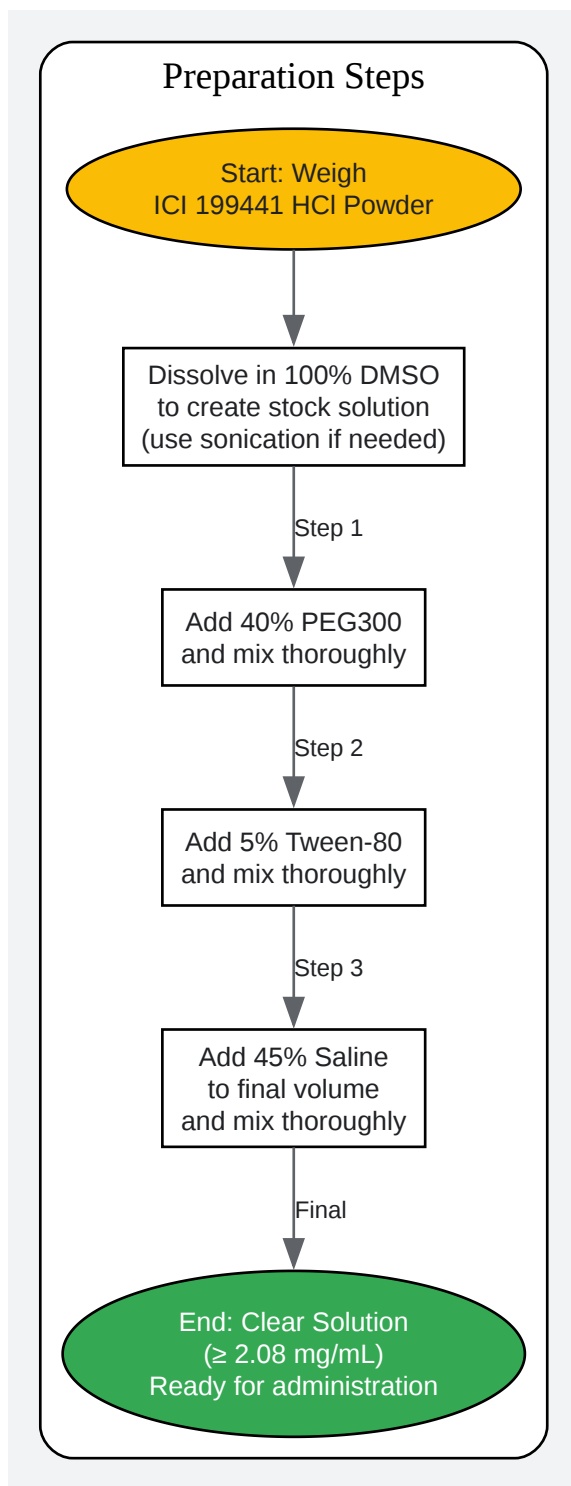 Preparation Steps
Start: Weigh
ICI 199441 HCl Powder
Dissolve in 100% DMSO
to create stock solution
(use sonication if needed)
Step 1
Add 40% PEG300
and mix thoroughly
Step 2
Add 5% Tween-80
and mix thoroughly
Step 3
Add 45% Saline
to final volume
and mix thoroughly
Final
End: Clear Solution
(≥ 2.08 mg/mL)
Ready for administration